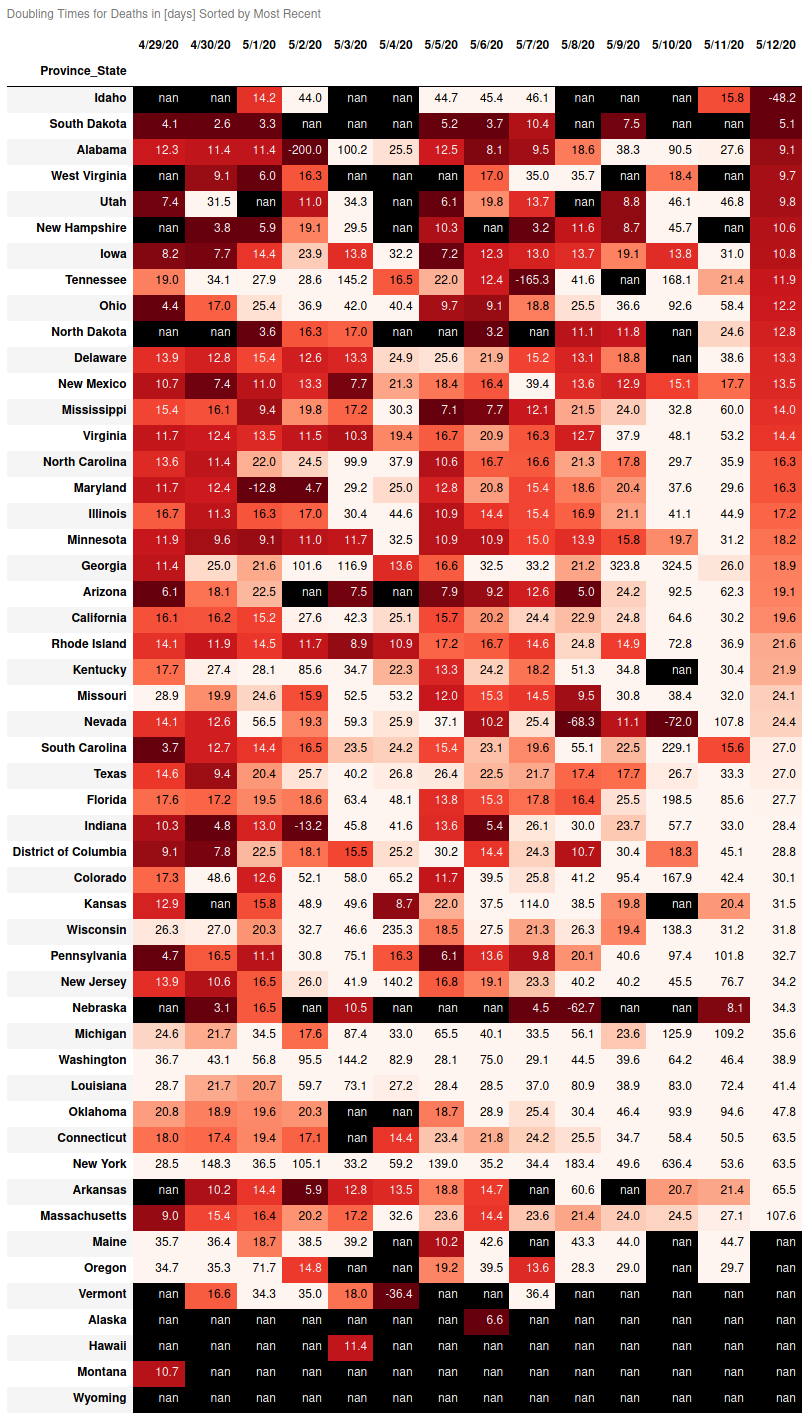 Doubling Times for Deaths in [days] Sorted by Most Recent
4/29/20 4/30/20 5/1/20 5/2/20 5/3/20 5/4/20 5/5/20 5/6/20 5/7/20 5/8/20 5/9/20 5/10/20 5/11/20 5/12/20
Province_State
Idaho nan nan 14.2 44.0 nan nan 44.7 45.4 46.1 nan nan nan 15.8 -48.2
South Dakota 4.1 2.6 3.3 nan nan nan 5.2 3.7 10.4 nan 7.5 nan nan 5.1
Alabama 12.3 11.4 11.4 -200.0 100.2 25.5 12.5 8.1 9.5 18.6 38.3 90.5 27.6 9.1
West Virginia nan 9.1 6.0 16.3 nan nan nan 17.0 35.0 35.7 nan 18.4 nan 9.7
Utah 7.4 31.5 nan 11.0 34.3 nan 6.1 19.8 13.7 nan 8.8 46.1 46.8 9.8
New Hampshire nan 3.8 5.9 19.1 29.5 nan 10.3 nan 3.2 11.6 8.7 45.7 nan 10.6
Iowa 8.2 7.7 14.4 23.9 13.8 32.2 7.2 12.3 13.0 13.7 19.1 13.8 31.0 10.8
Tennessee 19.0 34.1 27.9 28.6 145.2 16.5 22.0 12.4 -165.3 41.6 nan 168.1 21.4 11.9
Ohio 4.4 17.0 25.4 36.9 42.0 40.4 9.7 9.1 18.8 25.5 36.6 92.6 58.4 12.2
North Dakota nan nan 3.6 16.3 17.0 nan nan 3.2 nan 11.1 11.8 nan 24.6 12.8
Delaware 13.9 12.8 15.4 12.6 13.3 24.9 25.6 21.9 15.2 13.1 18.8 nan 38.6 13.3
New Mexico 10.7 7.4 11.0 13.3 7.7 21.3 18.4 16.4 39.4 13.6 12.9 15.1 17.7 13.5
Mississippi 15.4 16.1 9.4 19.8 17.2 30.3 7.1 7.7 12.1 21.5 24.0 32.8 60.0 14.0
Virginia 11.7 12.4 13.5 11.5 10.3 19.4 16.7 20.9 16.3 12.7 37.9 48.1 53.2 14.4
North Carolina 13.6 11.4 22.0 24.5 99.9 37.9 10.6 16.7 16.6 21.3 17.8 29.7 35.9 16.3
Maryland 11.7 12.4 -12.8 4.7 29.2 25.0 12.8 20.8 15.4 18.6 20.4 37.6 29.6 16.3
Illinois 16.7 11.3 16.3 17.0 30.4 44.6 10.9 14.4 15.4 16.9 21.1 41.1 44.9 17.2
Minnesota 11.9 9.6 9.1 11.0 11.7 32.5 10.9 10.9 15.0 13.9 15.8 19.7 31.2 18.2
Georgia 11.4 25.0 21.6 101.6 116.9 13.6 16.6 32.5 33.2 21.2 323.8 324.5 26.0 18.9
Arizona 6.1 18.1 22.5 nan 7.5 nan 7.9 9.2 12.6 5.0 24.2 92.5 62.3 19.1
California 16.1 16.2 15.2 27.6 42.3 25.1 15.7 20.2 24.4 22.9 24.8 64.6 30.2 19.6
Rhode Island 14.1 11.9 14.5 11.7 8.9 10.9 17.2 16.7 14.6 24.8 14.9 72.8 36.9 21.6
Kentucky 17.7 27.4 28.1 85.6 34.7 22.3 13.3 24.2 18.2 51.3 34.8 nan 30.4 21.9
Missouri 28.9 19.9 24.6 15.9 52.5 53.2 12.0 15.3 14.5 9.5 30.8 38.4 32.0 24.1
Nevada 14.1 12.6 56.5 19.3 59.3 25.9 37.1 10.2 25.4 -68.3 11.1 -72.0 107.8 24.4
South Carolina 3.7 12.7 14.4 16.5 23.5 24.2 15.4 23.1 19.6 55.1 22.5 229.1 15.6 27.0
Texas 14.6 9.4 20.4 25.7 40.2 26.8 26.4 22.5 21.7 17.4 17.7 26.7 33.3 27.0
Florida 17.6 17.2 19.5 18.6 63.4 48.1 13.8 15.3 17.8 16.4 25.5 198.5 85.6 27.7
Indiana 10.3 4.8 13.0 -13.2 45.8 41.6 13.6 5.4 26.1 30.0 23.7 57.7 33.0 28.4
District of Columbia 9.1 7.8 22.5 18.1 15.5 25.2 30.2 14.4 24.3 10.7 30.4 18.3 45.1 28.8
Colorado 17.3 48.6 12.6 52.1 58.0 65.2 11.7 39.5 25.8 41.2 95.4 167.9 42.4 30.1
Kansas 12.9 nan 15.8 48.9 49.6 8.7 22.0 37.5 114.0 38.5 19.8 nan 20.4 31.5
Wisconsin 26.3 27.0 20.3 32.7 46.6 235.3 18.5 27.5 21.3 26.3 19.4 138.3 31.2 31.8
Pennsylvania 4.7 16.5 11.1 30.8 75.1 16.3 6.1 13.6 9.8 20.1 40.6 97.4 101.8 32.7
New Jersey 13.9 10.6 16.5 26.0 41.9 140.2 16.8 19.1 23.3 40.2 40.2 45.5 76.7 34.2
Nebraska nan 3.1 16.5 nan 10.5 nan nan nan 4.5 -62.7 nan nan 8.1 34.3
Michigan 24.6 21.7 34.5 17.6 87.4 33.0 65.5 40.1 33.5 56.1 23.6 125.9 109.2 35.6
Washington 36.7 43.1 56.8 95.5 144.2 82.9 28.1 75.0 29.1 44.5 39.6 64.2 46.4 38.9
Louisiana 28.7 21.7 20.7 59.7 73.1 27.2 28.4 28.5 37.0 80.9 38.9 83.0 72.4 41.4
Oklahoma 20.8 18.9 19.6 20.3 nan nan 18.7 28.9 25.4 30.4 46.4 93.9 94.6 47.8
Connecticut 18.0 17.4 19.4 17.1 nan 14.4 23.4 21.8 24.2 25.5 34.7 58.4 50.5 63.5
New York 28.5 148.3 36.5 105.1 33.2 59.2 139.0 35.2 34.4 183.4 49.6 636.4 53.6 63.5
Arkansas nan 10.2 14.4 5.9 12.8 13.5 18.8 14.7 nan 60.6 nan 20.7 21.4 65.5
Massachusetts 9.0 15.4 16.4 20.2 17.2 32.6 23.6 14.4 23.6 21.4 24.0 24.5 27.1 107.6
Maine 35.7 36.4 18.7 38.5 39.2 nan 10.2 42.6 nan 43.3 44.0 nan 44.7 nan
Oregon 34.7 35.3 71.7 14.8 nan nan 19.2 39.5 13.6 28.3 29.0 nan 29.7 nan
Vermont nan 16.6 34.3 35.0 18.0 -36.4 nan nan 36.4 nan nan nan nan nan
Alaska nan nan nan nan nan nan nan 6.6 nan nan nan nan nan nan
Hawaii nan nan nan nan 11.4 nan nan nan nan nan nan nan nan nan
Montana 10.7 nan nan nan nan nan nan nan nan nan nan nan nan nan
Wyoming nan nan nan nan nan nan nan nan nan nan nan nan nan nan